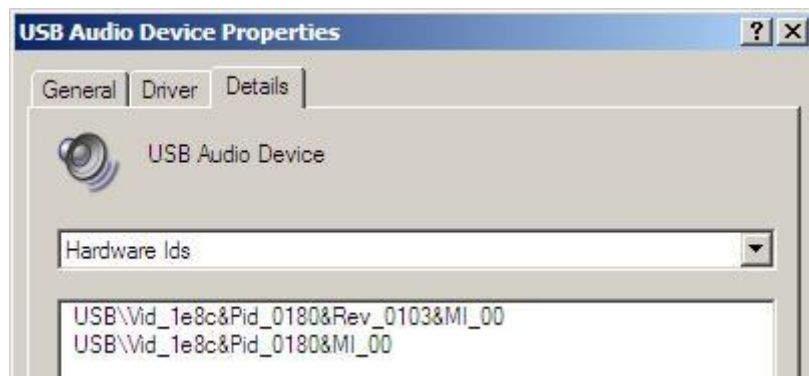 USB Audio Device Properties
General Driver Details
USB Audio Device
Hardware Ids
USB\Vid_1e8c&Pid_0180&Rev_0103&MI_00
USB\Vid_1e8c&Pid_0180&MI_00